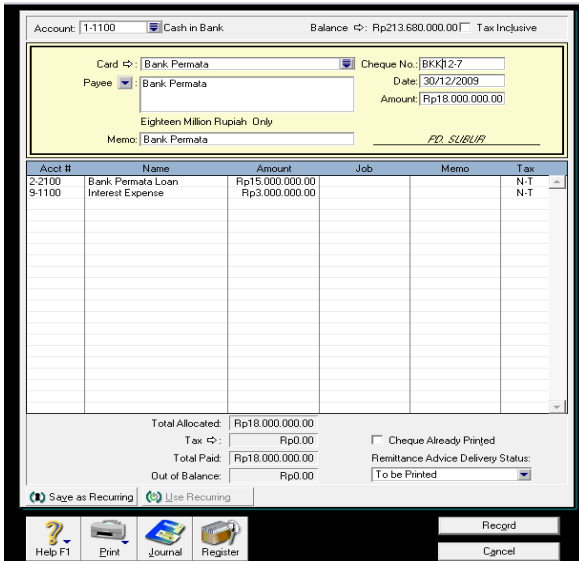 Account: 1-1100 Cash in Bank Balance ⇨: Rp213.680.000.00 Tax Inclusive
Card ⇨: Bank Permata Cheque No.: BKK12-7
Payee : Bank Permata Date: 30/12/2009
Amount: Rp18.000.000.00
Eighteen Million Rupiah Only
Memo: Bank Permata PD. SUBUR
Acct # Name Amount Job Memo Tax
2-2100 Bank Permata Loan Rp15.000.000.00 N-T
9-1100 Interest Expense Rp3.000.000.00 N-T
Total Allocated: Rp18.000.000.00
Tax ⇨: Rp0.00 Cheque Already Printed
Total Paid: Rp18.000.000.00 Remittance Advice Delivery Status:
Out of Balance: Rp0.00 To be Printed
Save as Recurring Use Recurring
Help F1 Print Journal Register Record
Cancel